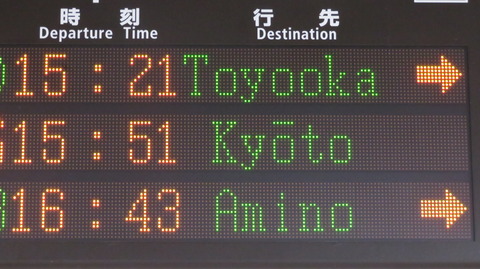 時刻 行先
Departure Time Destination
15:21 Toyooka
15:51 Kyōto
16:43 Amino